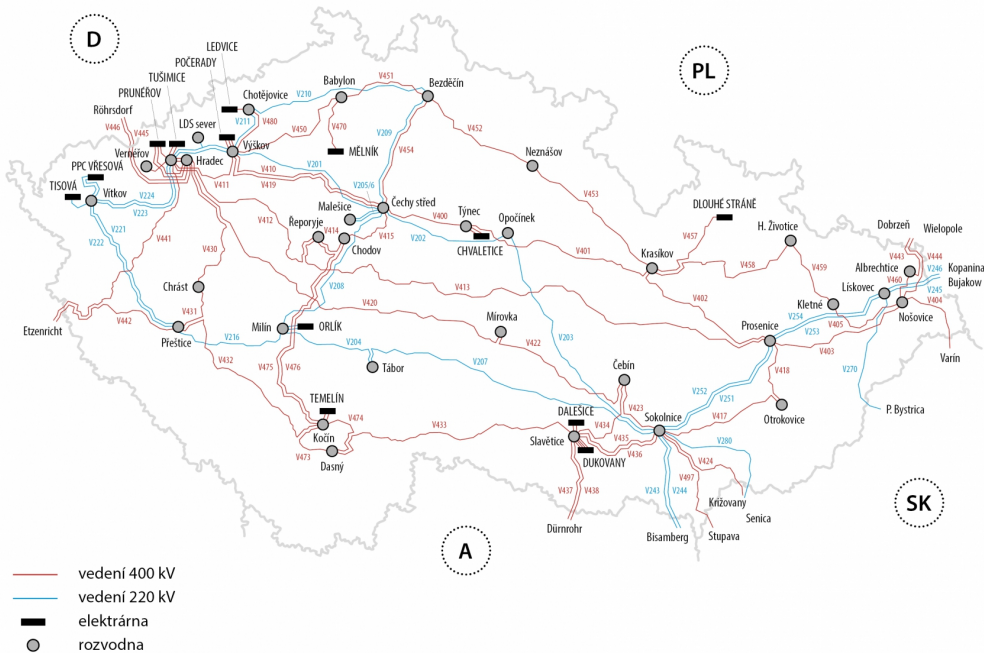 LEDVICE
D
POČERADY
PL
TUŠIMICE
V451
Babylon
Bezděčín
PRUNÉŘOV
Chotějovice
V210
Röhrsdorf
LDS sever
V211
V480
V450
V470
V209
V452
V446
V445
Výškov
V454
Verneřov
Hradec
MĚLNÍK
Neznášov
PPC VŘESOVÁ
V411
V410
V419
V201
TISOVÁ
Vítkov
V224
V223
V205/6
V453
Malešice
Čechy střed
DLOUHÉ STRÁNĚ
V221
V222
V412
Řeporyje
V414
V415
V400
Týnec
Opočínek
V457
H. Životice
Dobrzeń
Wielopole
V441
V430
Chodov
V202
CHVALETICE
V401
Krasíkov
V458
V459
V443
V444
Albrechtice
V460
V246
Kopanina
Bujakow
V245
Chrást
V208
V413
V402
Lískovec
Kletné
V254
V405
V404
Nošovice
Etzenricht
V442
V431
V420
Přeštice
Milín
ORLÍK
Mírovka
V422
V203
Prosenice
V253
V403
V216
V204
V207
Varín
V432
V475
V476
Tábor
Čebín
V418
V270
TEMELÍN
V252
V251
Otrokovice
P. Bystrica
V474
V433
DALEŠICE
V423
V434
Sokolnice
V417
Kočín
Slavětice
V435
V436
V280
V473
Dasný
DUKOVANY
V424
V497
V437
V438
V243
V244
Križovany
Senica
SK
Dürnrohr
Bisamberg
Stupava
A
vedení 400 kV
vedení 220 kV
elektrárna
rozvodna